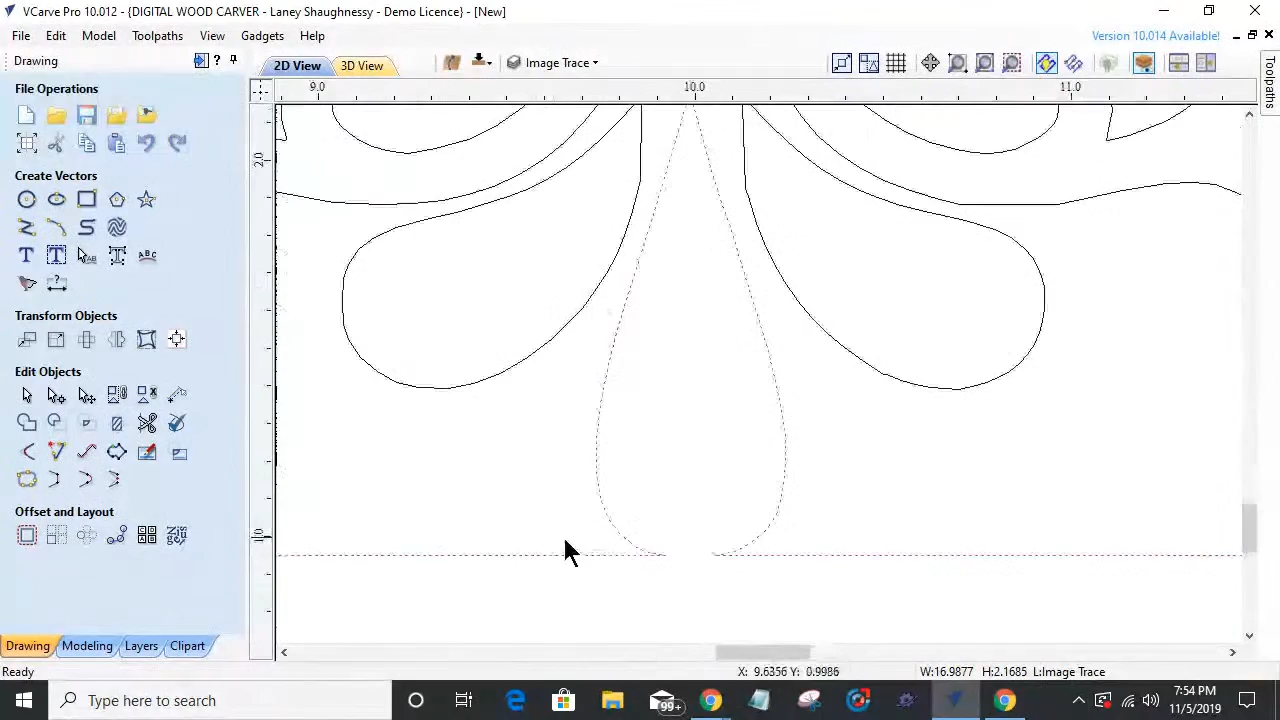 VCarve Pro 10.012 - {DIGITAL WOOD CARVER - Laney Shaughnessy - Demo Licence} - [New]
File Edit Model Toolpaths View Gadgets Help Version 10.014 Available!
Drawing ? 2D View 3D View Image Trace
File Operations
9.0 10.0 11.0
2.0
1.0
Create Vectors
ABC
Transform Objects
Edit Objects
Offset and Layout
Drawing Modeling Layers Clipart
Toolpaths
Ready X: 9.6356 Y: 0.9986 W:16.9877 H:2.1685 L:Image Trace
Type here to search 99+ 7:54 PM
11/5/2019